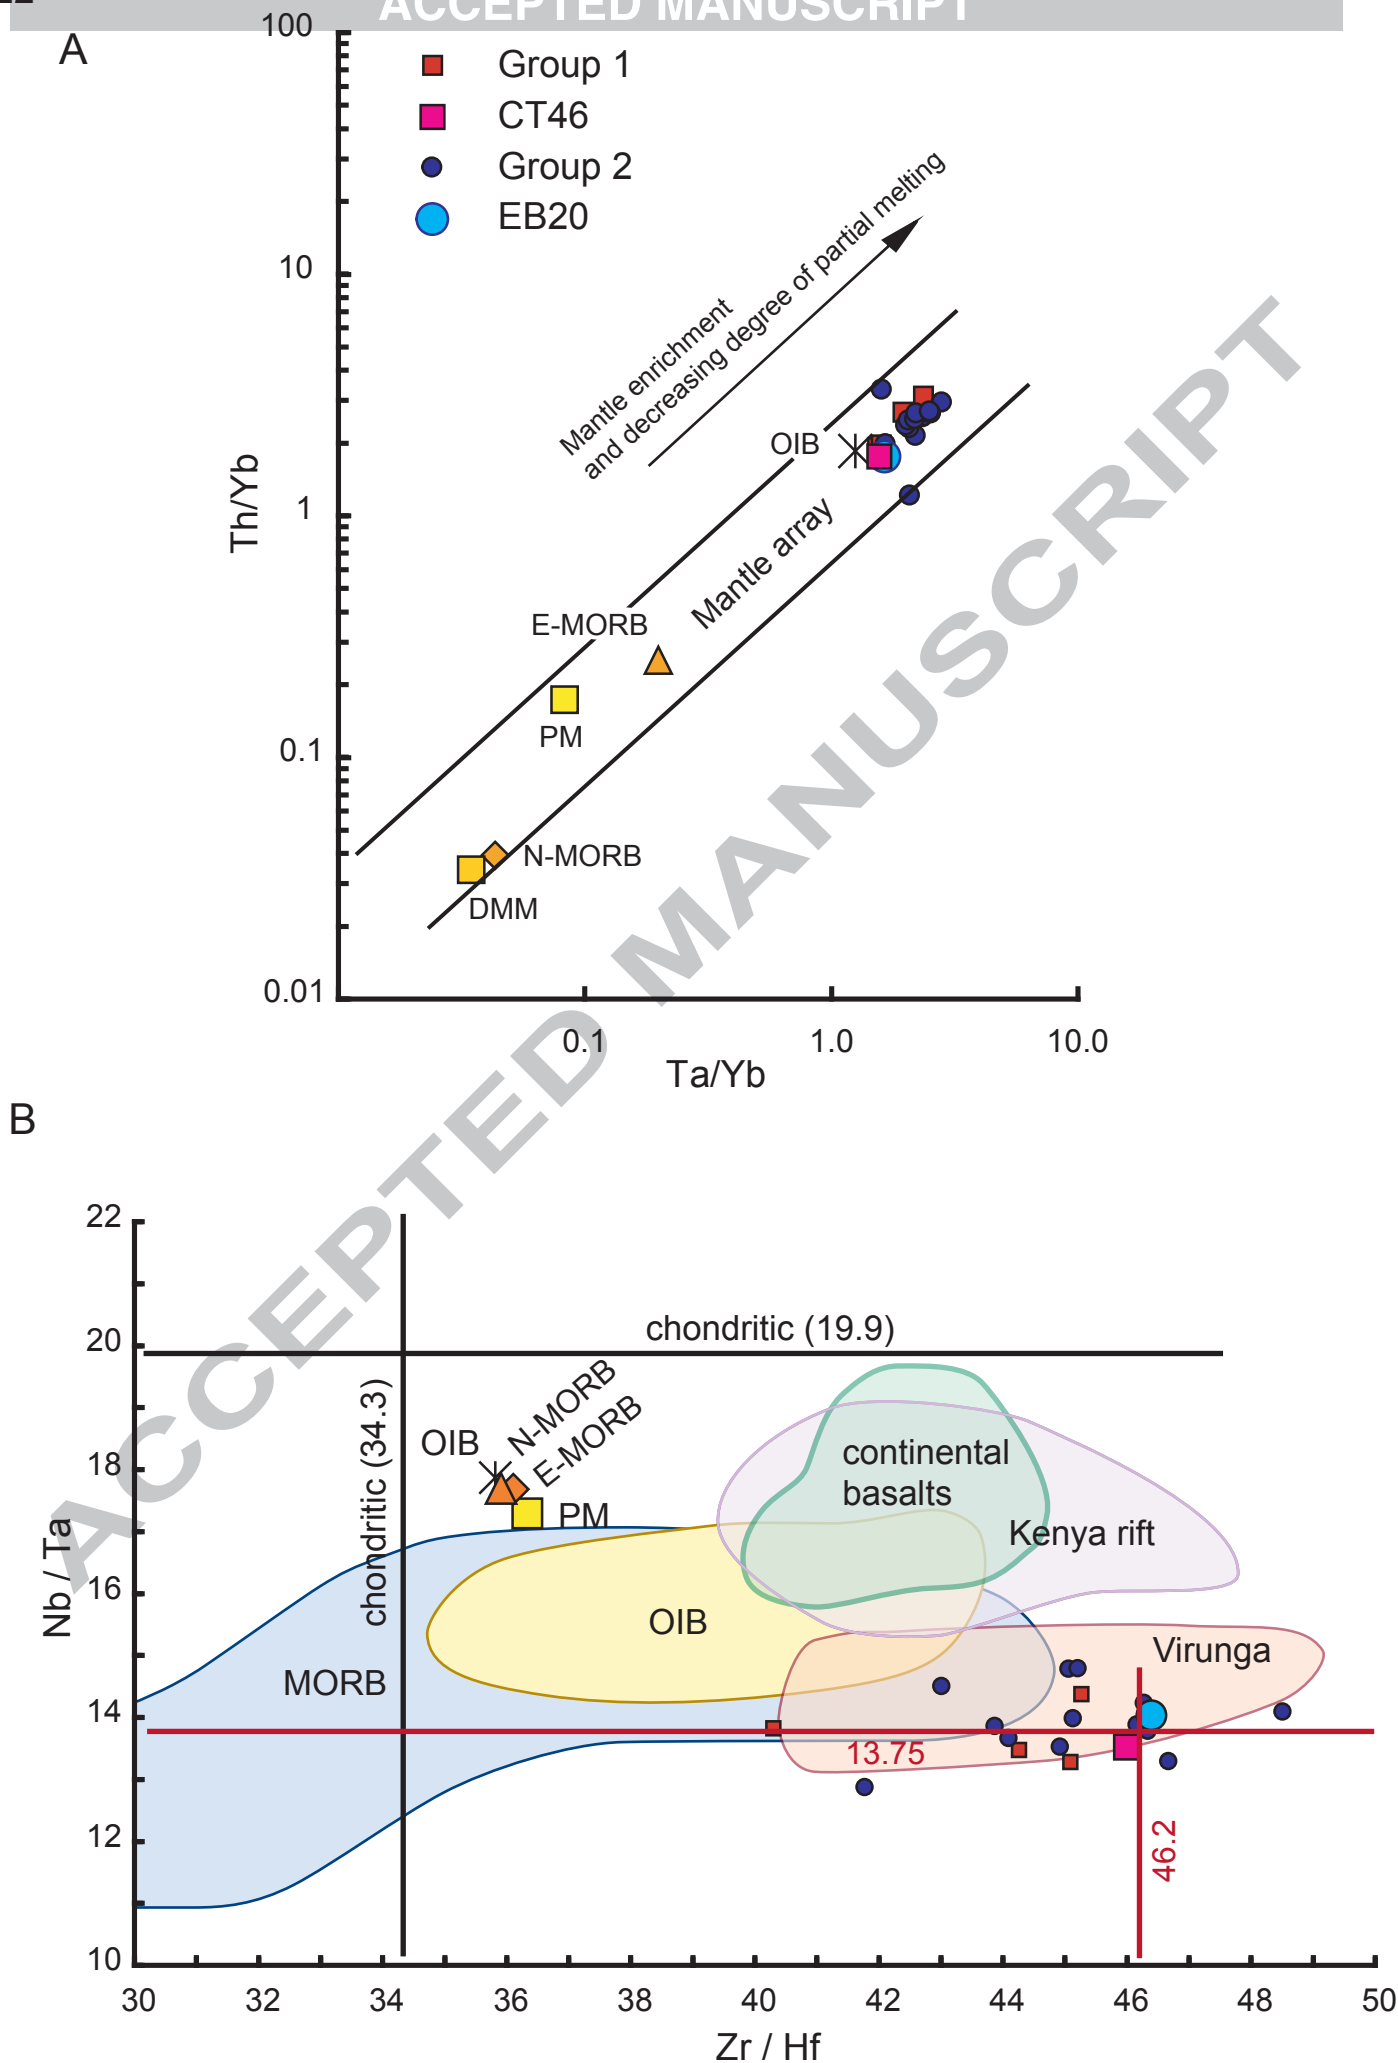 ACCEPTED MANUSCRIPT
A
100
10
1
0.1
0.01
Th/Yb
Group 1
CT46
Group 2
EB20
Mantle enrichment
and decreasing degree of partial melting
OIB
Mantle array
E-MORB
PM
N-MORB
DMM
0.1
1.0
10.0
Ta/Yb
ACCEPTED MANUSCRIPT
B
22
20
18
16
14
12
10
Nb / Ta
chondritic (19.9)
chondritic (34.3)
OIB
N-MORB
E-MORB
PM
continental
basalts
Kenya rift
OIB
MORB
Virunga
13.75
46.2
30
32
34
36
38
40
42
44
46
48
50
Zr / Hf